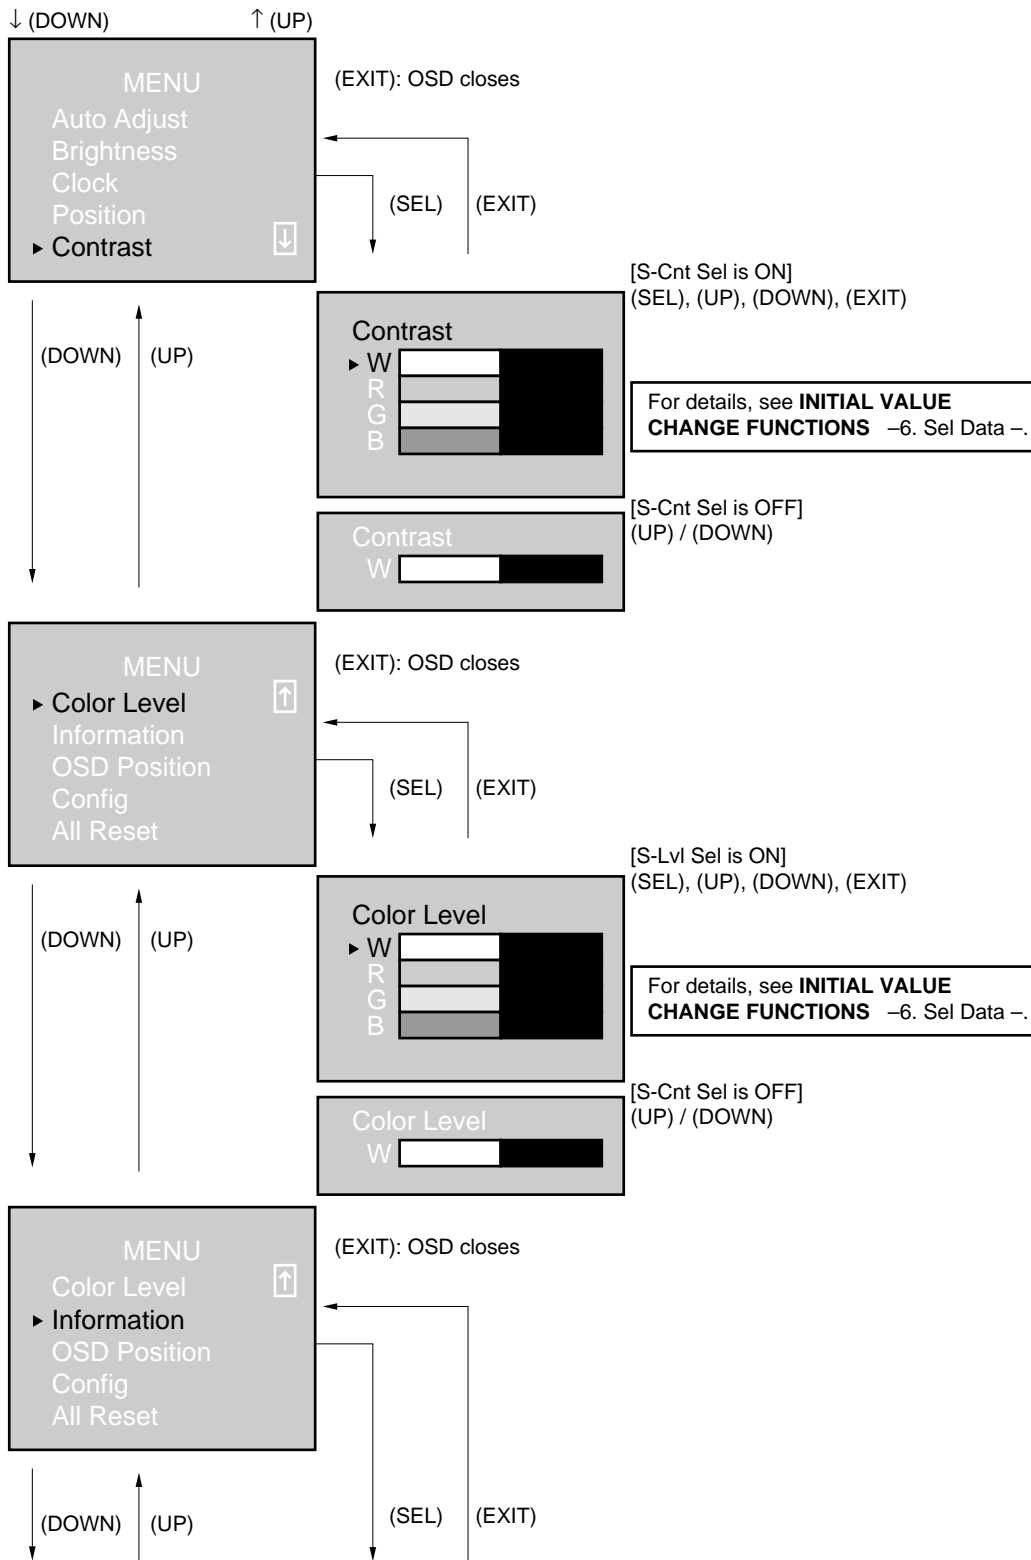 ↓ (DOWN) ↑ (UP)
MENU
Auto Adjust
Brightness
Clock
Position
Contrast
↓
(EXIT): OSD closes
(SEL) (EXIT)
(DOWN) (UP)
[S-Cnt Sel is ON]
(SEL), (UP), (DOWN), (EXIT)
Contrast
W
R
G
B
For details, see INITIAL VALUE
CHANGE FUNCTIONS –6. Sel Data –.
[S-Cnt Sel is OFF]
(UP) / (DOWN)
Contrast
W
MENU
Color Level
↑
Information
OSD Position
Config
All Reset
(EXIT): OSD closes
(SEL) (EXIT)
(DOWN) (UP)
[S-Lvl Sel is ON]
(SEL), (UP), (DOWN), (EXIT)
Color Level
W
R
G
B
For details, see INITIAL VALUE
CHANGE FUNCTIONS –6. Sel Data –.
[S-Cnt Sel is OFF]
(UP) / (DOWN)
Color Level
W
MENU
Color Level
↑
Information
OSD Position
Config
All Reset
(EXIT): OSD closes
(DOWN) (UP)
(SEL) (EXIT)